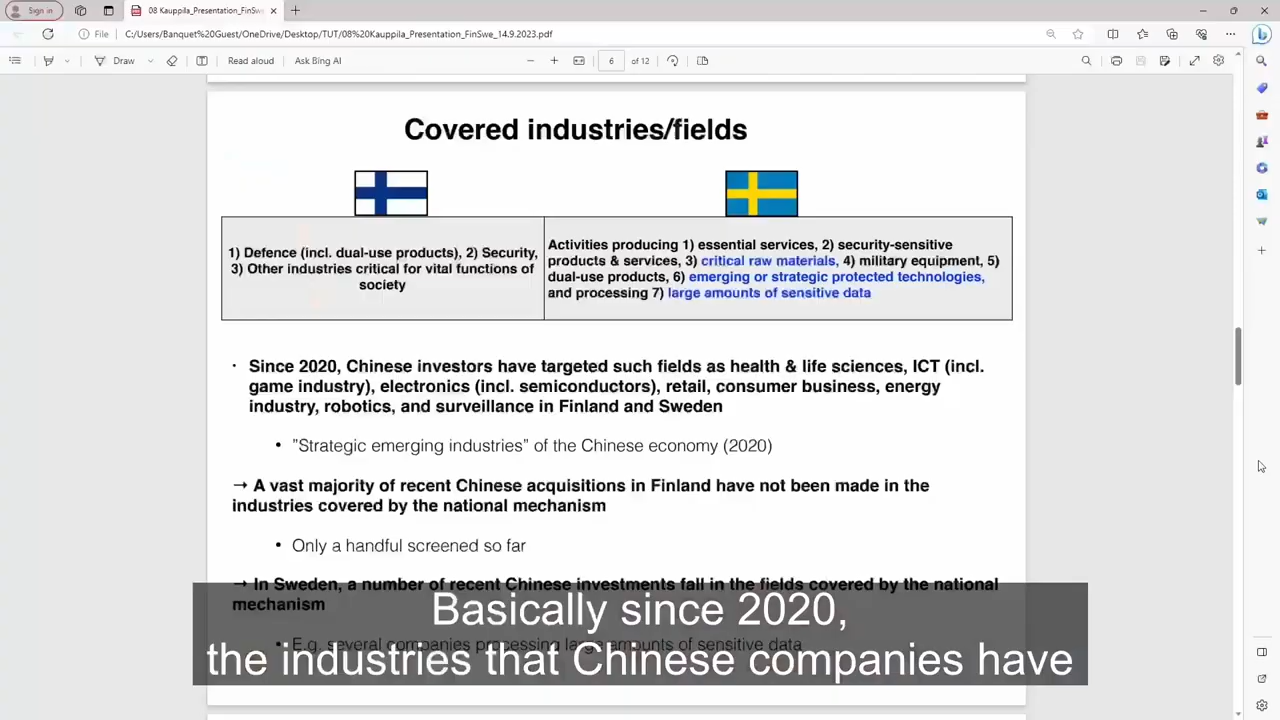 Sign in
08 Kauppila_Presentation_FinSwe
File
C:/Users/Banquet%20Guest/OneDrive/Desktop/TUT/08%20Kauppila_Presentation_FinSwe_14.9.2023.pdf
Draw
Read aloud
Ask Bing AI
6
of 12
Covered industries/fields
1) Defence (incl. dual-use products), 2) Security,
3) Other industries critical for vital functions of
society
Activities producing 1) essential services, 2) security-sensitive
products & services, 3) critical raw materials, 4) military equipment, 5)
dual-use products, 6) emerging or strategic protected technologies,
and processing 7) large amounts of sensitive data
· Since 2020, Chinese investors have targeted such fields as health & life sciences, ICT (incl.
game industry), electronics (incl. semiconductors), retail, consumer business, energy
industry, robotics, and surveillance in Finland and Sweden
• "Strategic emerging industries" of the Chinese economy (2020)
→ A vast majority of recent Chinese acquisitions in Finland have not been made in the
industries covered by the national mechanism
• Only a handful screened so far
→ In Sweden, a number of recent Chinese investments fall in the fields covered by the national
mechanism
• E.g. several companies processing large amounts of sensitive data
Basically since 2020,
the industries that Chinese companies have